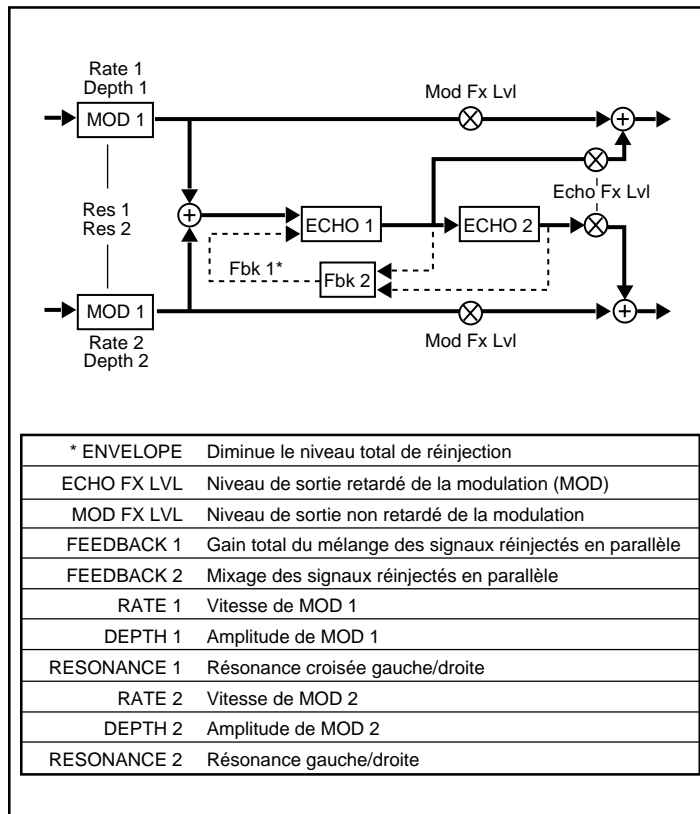 Rate 1
Depth 1
MOD 1
Mod Fx Lvl
+
Res 1
Res 2
+
ECHO 1
ECHO 2
Echo Fx Lvl
Fbk 1*
Fbk 2
MOD 1
Rate 2
Depth 2
Mod Fx Lvl
+
* ENVELOPE Diminue le niveau total de réinjection
ECHO FX LVL Niveau de sortie retardé de la modulation (MOD)
MOD FX LVL Niveau de sortie non retardé de la modulation
FEEDBACK 1 Gain total du mélange des signaux réinjectés en parallèle
FEEDBACK 2 Mixage des signaux réinjectés en parallèle
RATE 1 Vitesse de MOD 1
DEPTH 1 Amplitude de MOD 1
RESONANCE 1 Résonance croisée gauche/droite
RATE 2 Vitesse de MOD 2
DEPTH 2 Amplitude de MOD 2
RESONANCE 2 Résonance gauche/droite